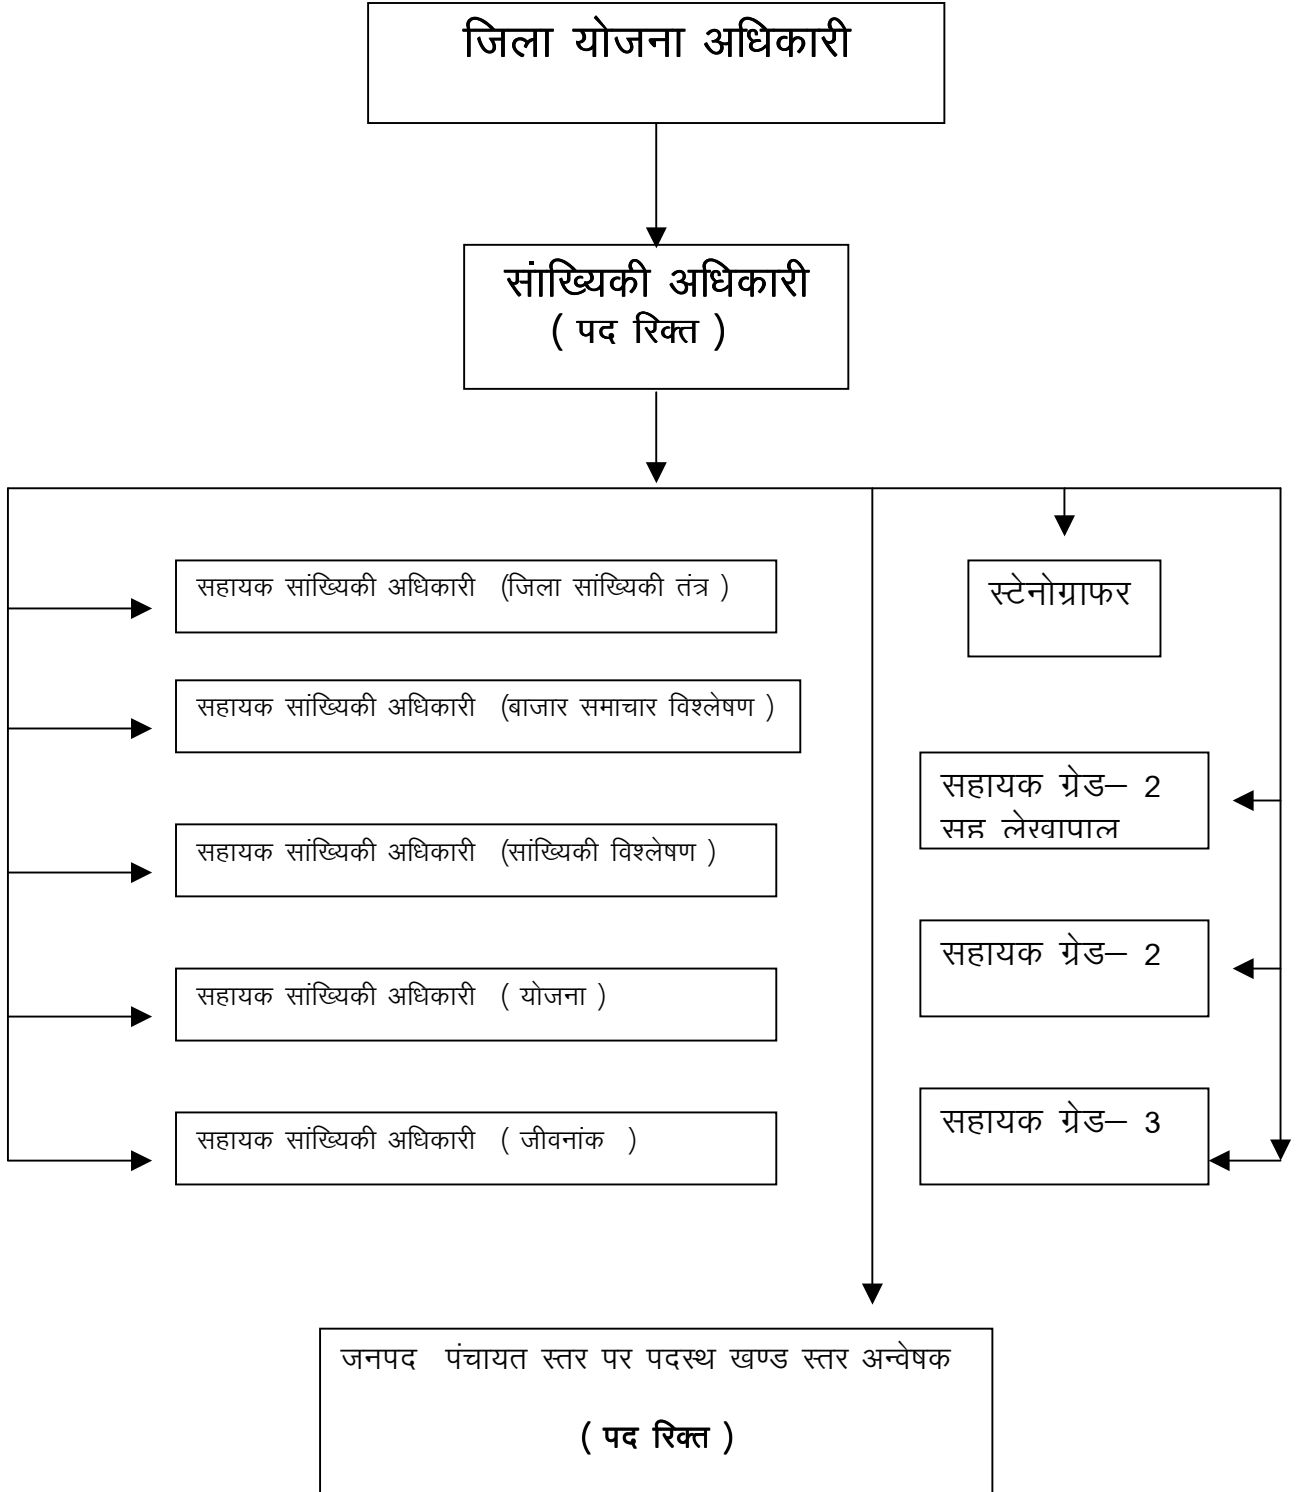 जिला योजना अधिकारी
सांख्यिकी अधिकारी
( पद रिक्त )
सहायक सांख्यिकी अधिकारी (जिला सांख्यिकी तंत्र )
सहायक सांख्यिकी अधिकारी (बाजार समाचार विश्लेषण )
सहायक सांख्यिकी अधिकारी (सांख्यिकी विश्लेषण )
सहायक सांख्यिकी अधिकारी ( योजना )
सहायक सांख्यिकी अधिकारी ( जीवनांक )
स्टेनोग्राफर
सहायक ग्रेड– 2
सह लेखापाल
सहायक ग्रेड– 2
सहायक ग्रेड– 3
जनपद पंचायत स्तर पर पदस्थ खण्ड स्तर अन्वेषक
( पद रिक्त )